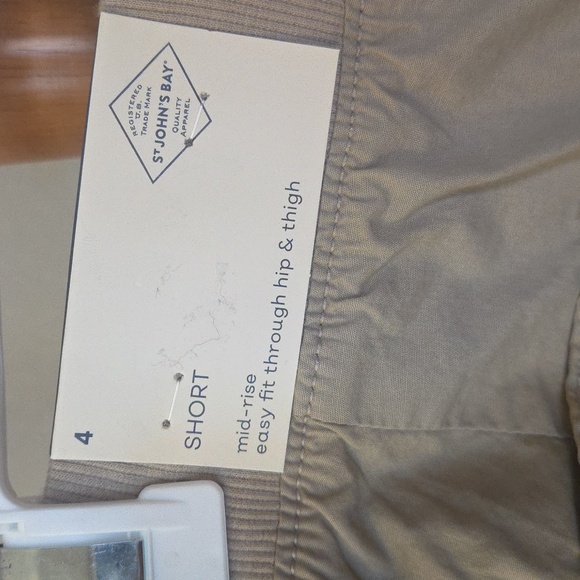 REGISTERED
U.S.
TRADE MARK
ST JOHN'S BAY®
QUALITY
APPAREL
4
SHORT
mid-rise
easy fit through hip & thigh